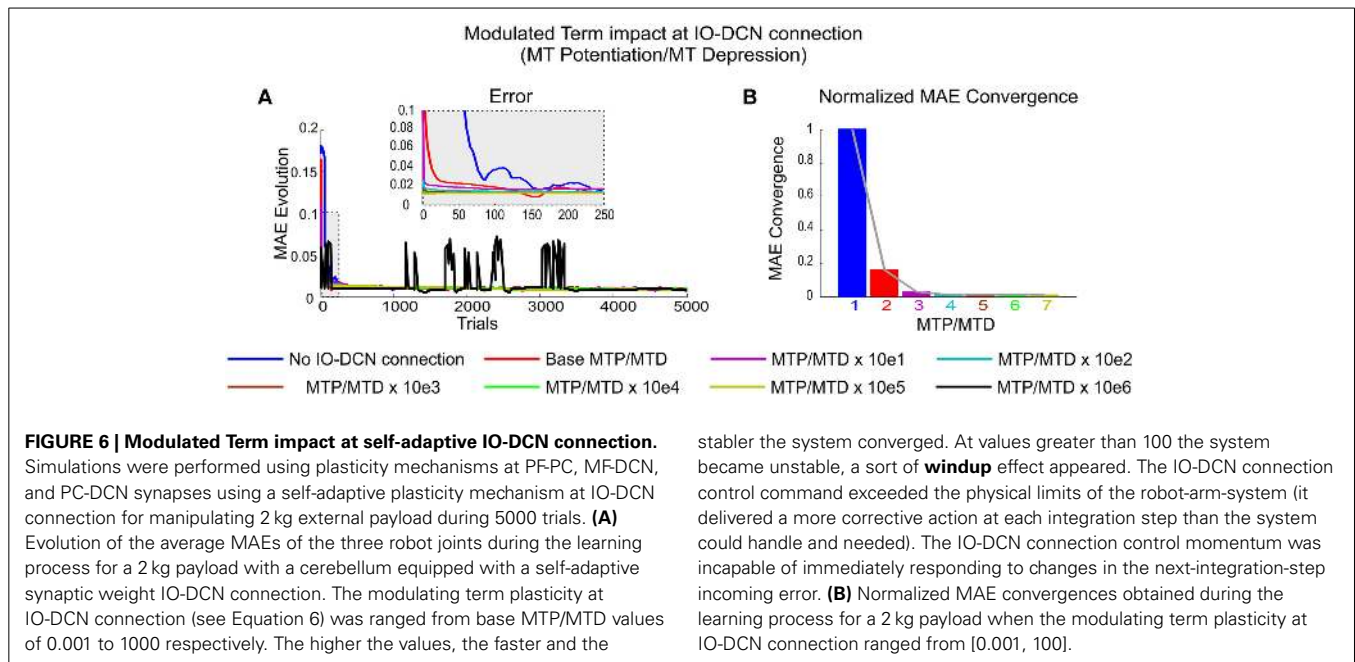 Modulated Term impact at IO-DCN connection
(MT Potentiation/MT Depression)
A
Error
MAE Evolution
0.2
0.15
0.1
0.05
0
0 1000 2000 3000 4000 5000
Trials
0.1
0.08
0.06
0.04
0.02
0
0 50 100 150 200 250
B
Normalized MAE Convergence
MAE Convergence
1
0.8
0.6
0.4
0.2
0
1 2 3 4 5 6 7
MTP/MTD
No IO-DCN connection Base MTP/MTD MTP/MTD x 10e1 MTP/MTD x 10e2
MTP/MTD x 10e3 MTP/MTD x 10e4 MTP/MTD x 10e5 MTP/MTD x 10e6
FIGURE 6 | Modulated Term impact at self-adaptive IO-DCN connection.
Simulations were performed using plasticity mechanisms at PF-PC, MF-DCN,
and PC-DCN synapses using a self-adaptive plasticity mechanism at IO-DCN
connection for manipulating 2 kg external payload during 5000 trials. (A)
Evolution of the average MAEs of the three robot joints during the learning
process for a 2 kg payload with a cerebellum equipped with a self-adaptive
synaptic weight IO-DCN connection. The modulating term plasticity at
IO-DCN connection (see Equation 6) was ranged from base MTP/MTD values
of 0.001 to 1000 respectively. The higher the values, the faster and the
stabler the system converged. At values greater than 100 the system
became unstable, a sort of windup effect appeared. The IO-DCN connection
control command exceeded the physical limits of the robot-arm-system (it
delivered a more corrective action at each integration step than the system
could handle and needed). The IO-DCN connection control momentum was
incapable of immediately responding to changes in the next-integration-step
incoming error. (B) Normalized MAE convergences obtained during the
learning process for a 2 kg payload when the modulating term plasticity at
IO-DCN connection ranged from [0.001, 100].